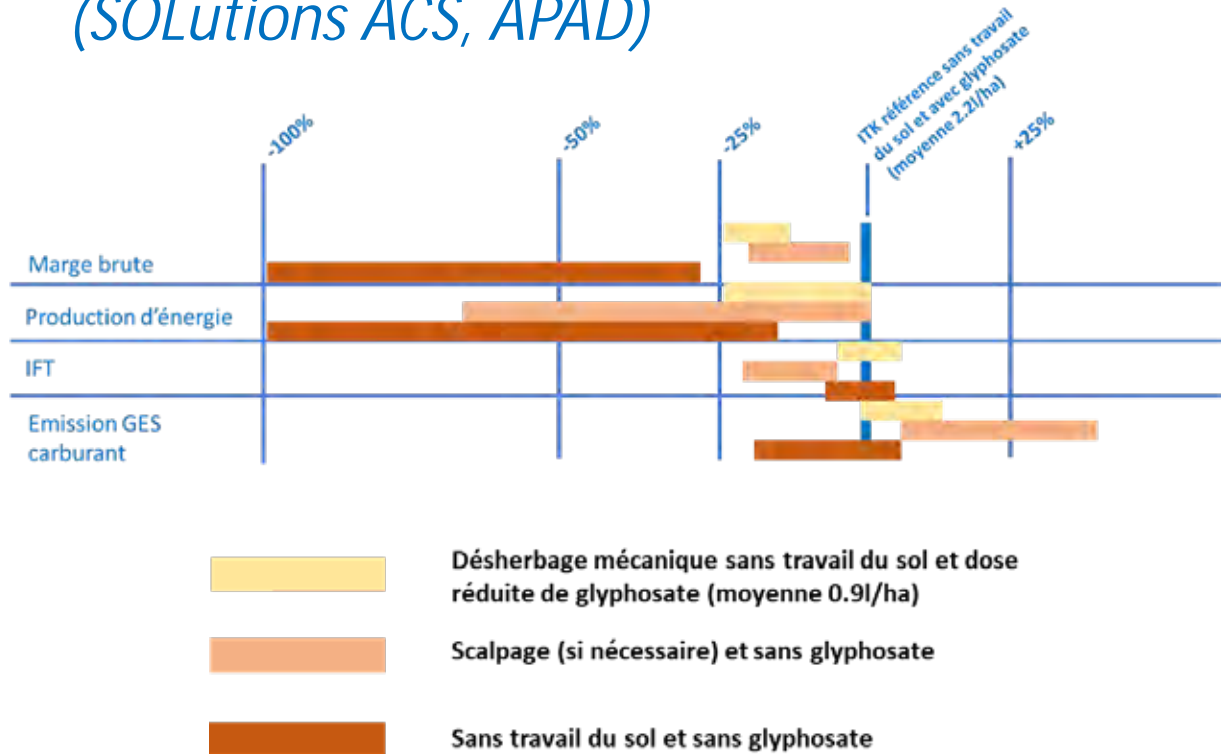 (SOLutions ACS, APAD)
-100%
-50%
-25%
ITK référence sans travail
du sol et avec glyphosate
(moyenne 2.2l/ha)
+25%
Marge brute
Production d'énergie
IFT
Emission GES
carburant
Désherbage mécanique sans travail du sol et dose
réduite de glyphosate (moyenne 0.9l/ha)
Scalpage (si nécessaire) et sans glyphosate
Sans travail du sol et sans glyphosate